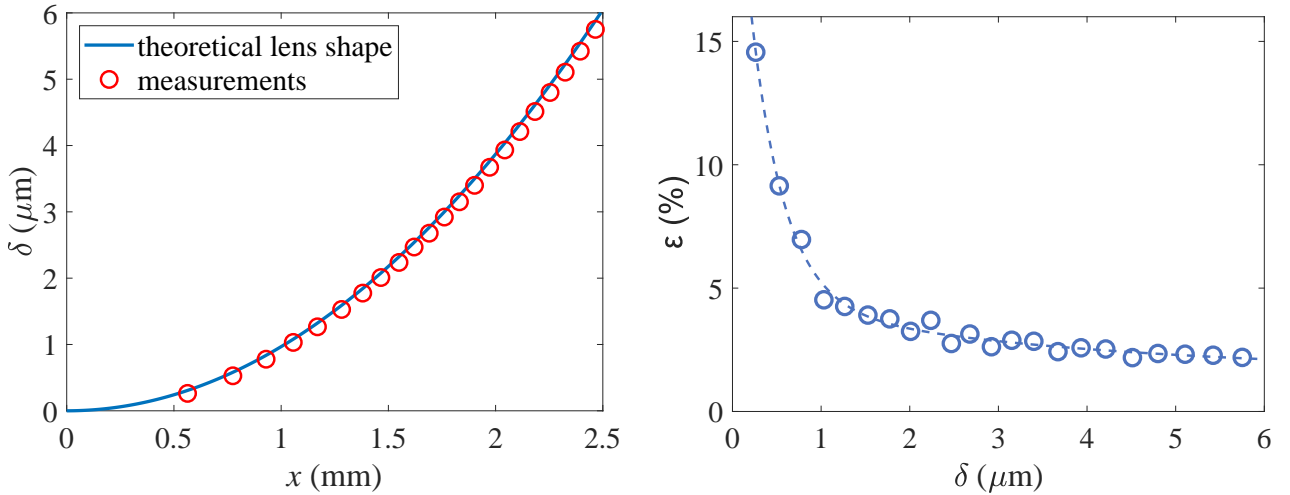 6
5
4
3
2
1
0
δ (μm)
theoretical lens shape
measurements
0 0.5 1 1.5 2 2.5
x (mm)
15
10
5
0
ε (%)
0 1 2 3 4 5 6
δ (μm)